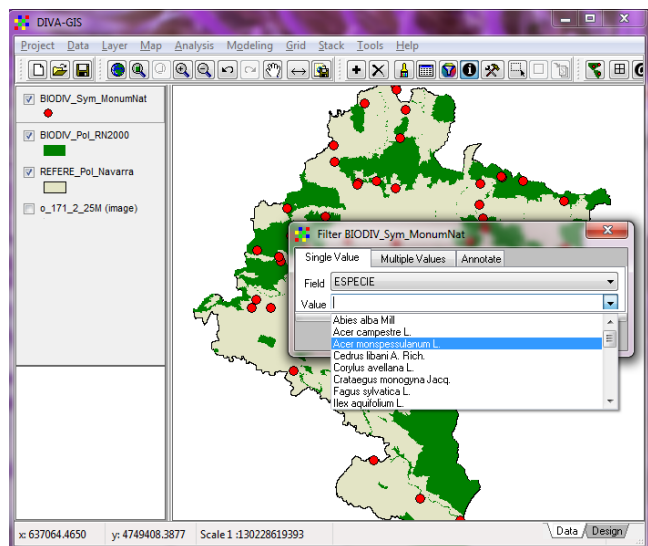 DIVA-GIS
Project Data Layer Map Analysis Modeling Grid Stack Tools Help
BIODIV_Sym_MonumNat
BIODIV_Pol_RN2000
REFERE_Pol_Navarra
o_171_2_25M (image)
Filter BIODIV_Sym_MonumNat
Single Value Multiple Values Annotate
Field ESPECIE
Value
Abies alba Mill
Acer campestre L.
Acer monspessulanum L.
Cedrus libani A. Rich.
Corylus avellana L.
Crataegus monogyna Jacq.
Fagus sylvatica L.
Ilex aquifolium L.
x: 637064.4650 y: 4749408.3877 Scale 1 :130228619393 Data Design